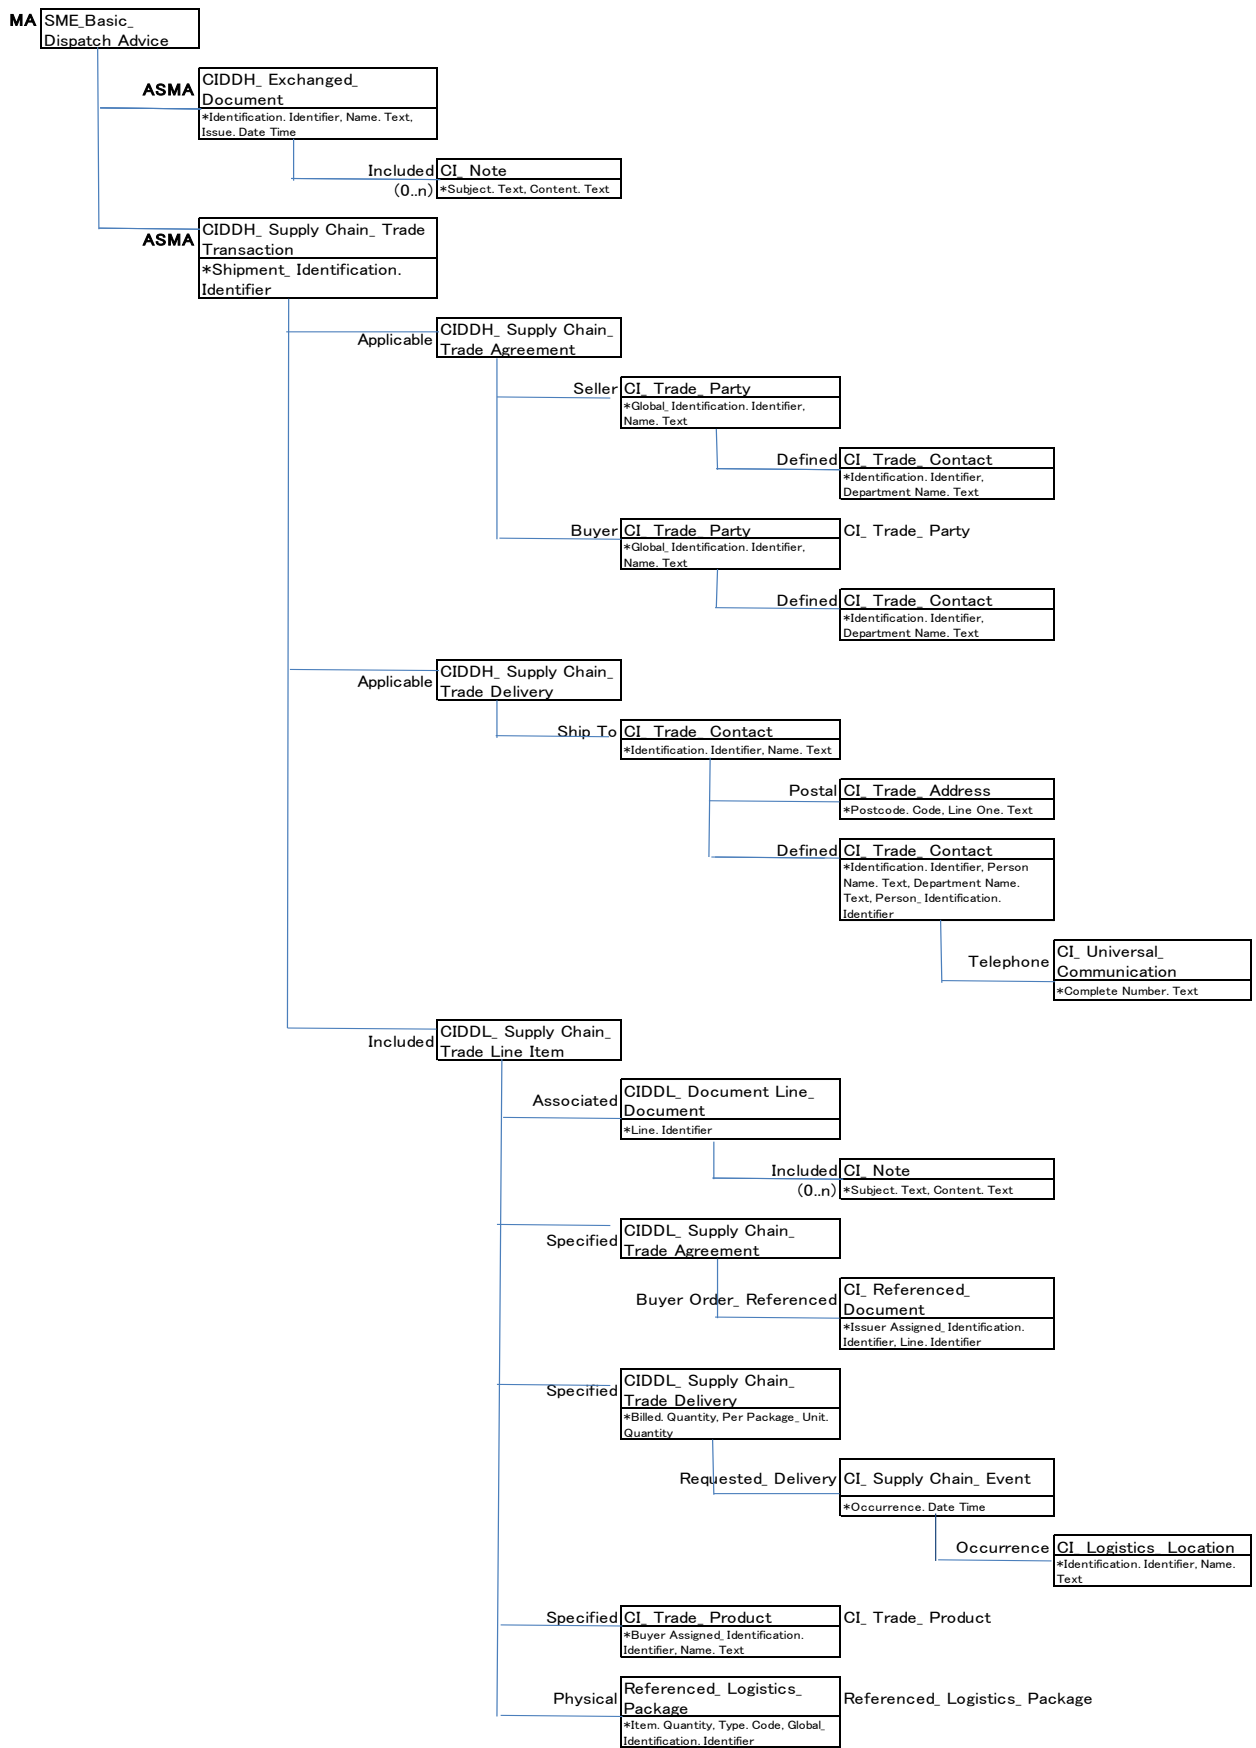 MA
SME_Basic_
Dispatch Advice
ASMA
CIDDH_ Exchanged_
Document
*Identification. Identifier, Name. Text,
Issue. Date Time
Included
(0..n)
CI_ Note
*Subject. Text, Content. Text
ASMA
CIDDH_ Supply Chain_ Trade
Transaction
*Shipment_ Identification.
Identifier
Applicable
CIDDH_ Supply Chain_
Trade Agreement
Seller
CI_ Trade_ Party
*Global_ Identification. Identifier,
Name. Text
Defined
CI_ Trade_ Contact
*Identification. Identifier,
Department Name. Text
Buyer
CI_ Trade_ Party
CI_ Trade_ Party
*Global_ Identification. Identifier,
Name. Text
Defined
CI_ Trade_ Contact
*Identification. Identifier,
Department Name. Text
Applicable
CIDDH_ Supply Chain_
Trade Delivery
Ship To
CI_ Trade_ Contact
*Identification. Identifier, Name. Text
Postal
CI_ Trade_ Address
*Postcode. Code, Line One. Text
Defined
CI_ Trade_ Contact
*Identification. Identifier, Person
Name. Text, Department Name.
Text, Person_ Identification.
Identifier
Telephone
CI_ Universal_
Communication
*Complete Number. Text
Included
CIDDL_ Supply Chain_
Trade Line Item
Associated
CIDDL_ Document Line_
Document
*Line. Identifier
Included
(0..n)
CI_ Note
*Subject. Text, Content. Text
Specified
CIDDL_ Supply Chain_
Trade Agreement
Buyer Order_ Referenced
CI_ Referenced_
Document
*Issuer Assigned_ Identification.
Identifier, Line. Identifier
Specified
CIDDL_ Supply Chain_
Trade Delivery
*Billed. Quantity, Per Package_ Unit.
Quantity
Requested_ Delivery
CI_ Supply Chain_ Event
*Occurrence. Date Time
Occurrence
CI_ Logistics_ Location
*Identification. Identifier, Name.
Text
Specified
CI_ Trade_ Product
CI_ Trade_ Product
*Buyer Assigned_ Identification.
Identifier, Name. Text
Physical
Referenced_ Logistics_
Package
Referenced_ Logistics_ Package
*Item. Quantity, Type. Code, Global_
Identification. Identifier